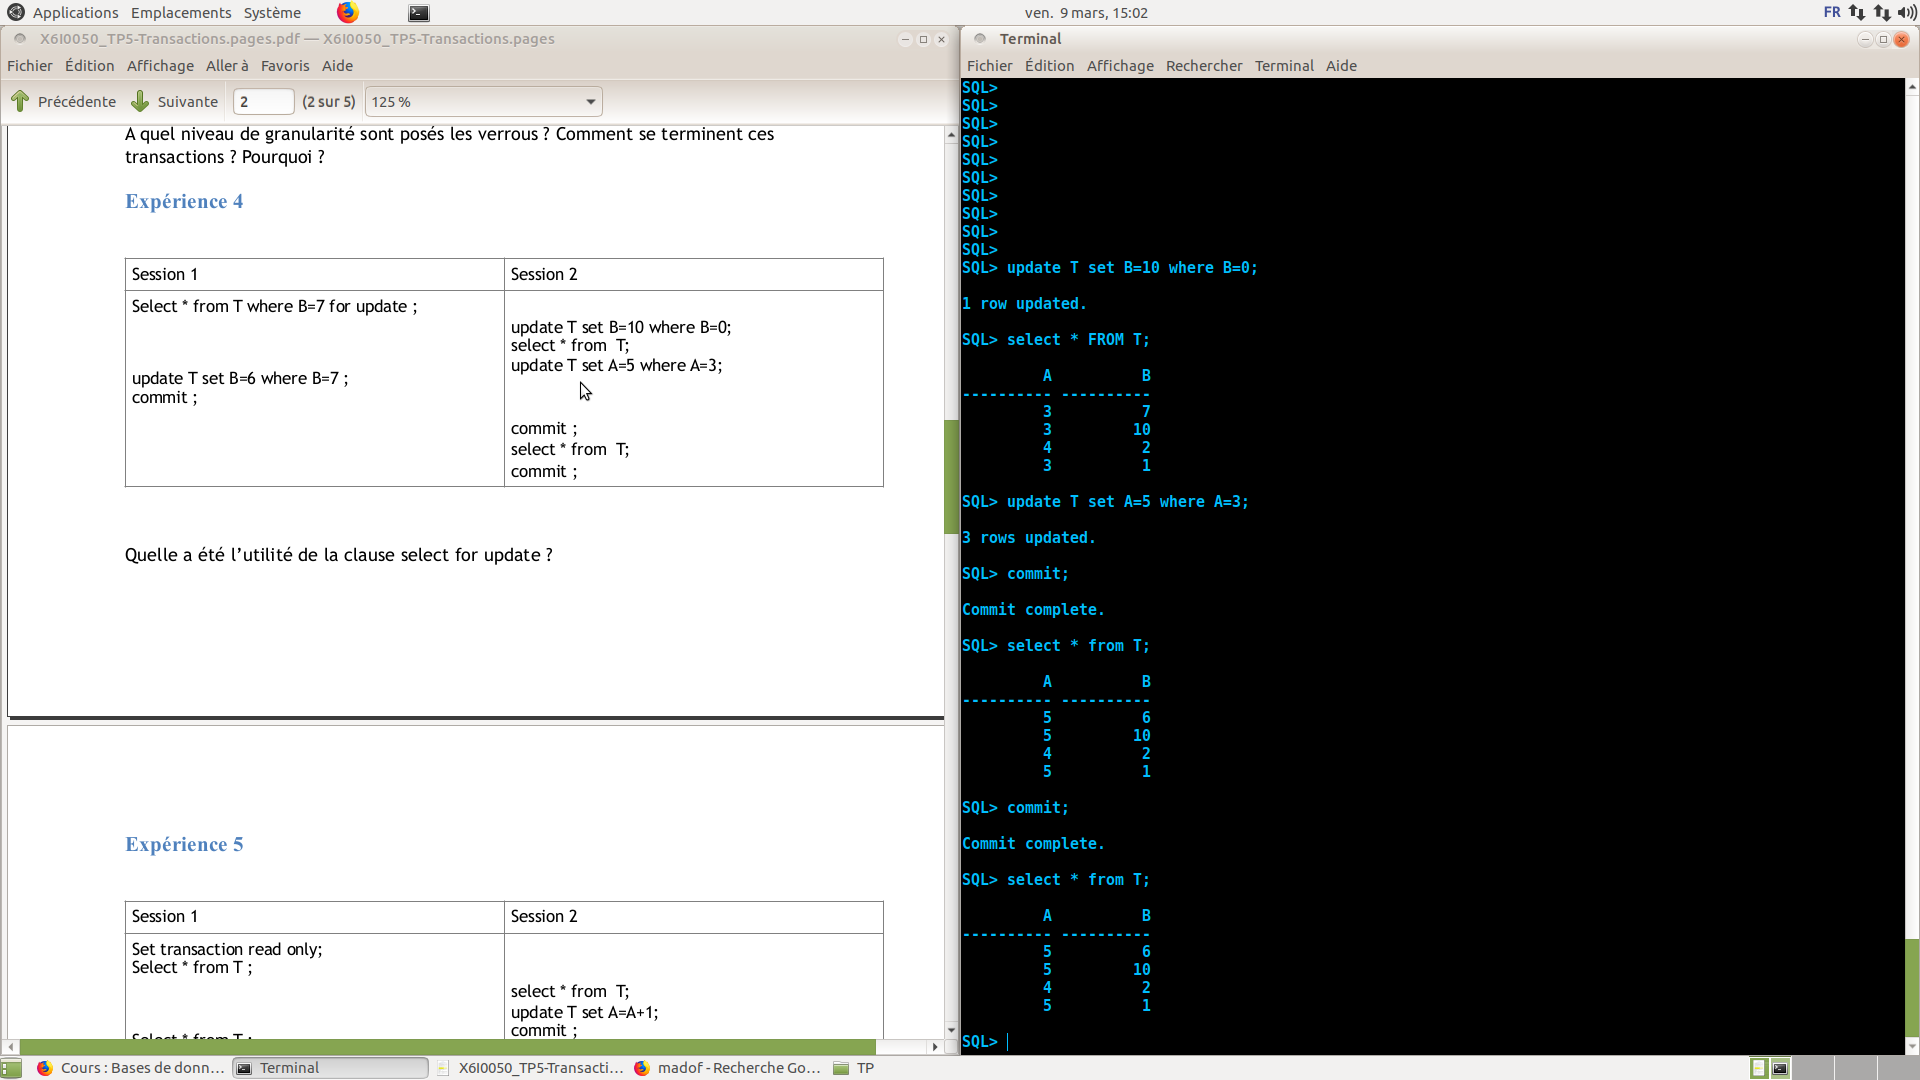 Applications Emplacements Système
ven. 9 mars, 15:02
FR
X6I0050_TP5-Transactions.pages.pdf — X6I0050_TP5-Transactions.pages
Fichier Édition Affichage Aller à Favoris Aide
Précédente Suivante 2 (2 sur 5) 125 %
A quel niveau de granularité sont posés les verrous ? Comment se terminent ces
transactions ? Pourquoi ?
Expérience 4
Session 1
Select * from T where B=7 for update ;
update T set B=6 where B=7 ;
commit ;
Session 2
update T set B=10 where B=0;
select * from T;
update T set A=5 where A=3;
commit ;
select * from T;
commit ;
Quelle a été l’utilité de la clause select for update ?
Expérience 5
Session 1
Set transaction read only;
Select * from T ;
Select * from T ;
Session 2
select * from T;
update T set A=A+1;
commit ;
Terminal
Fichier Édition Affichage Rechercher Terminal Aide
SQL>
SQL>
SQL>
SQL>
SQL>
SQL>
SQL>
SQL>
SQL>
SQL>
SQL> update T set B=10 where B=0;
1 row updated.
SQL> select * FROM T;
A B
---------- ----------
3 7
3 10
4 2
3 1
SQL> update T set A=5 where A=3;
3 rows updated.
SQL> commit;
Commit complete.
SQL> select * from T;
A B
---------- ----------
5 6
5 10
4 2
5 1
SQL> commit;
Commit complete.
SQL> select * from T;
A B
---------- ----------
5 6
5 10
4 2
5 1
SQL>
Cours : Bases de donn... Terminal X6I0050_TP5-Transacti... madof - Recherche Go... TP